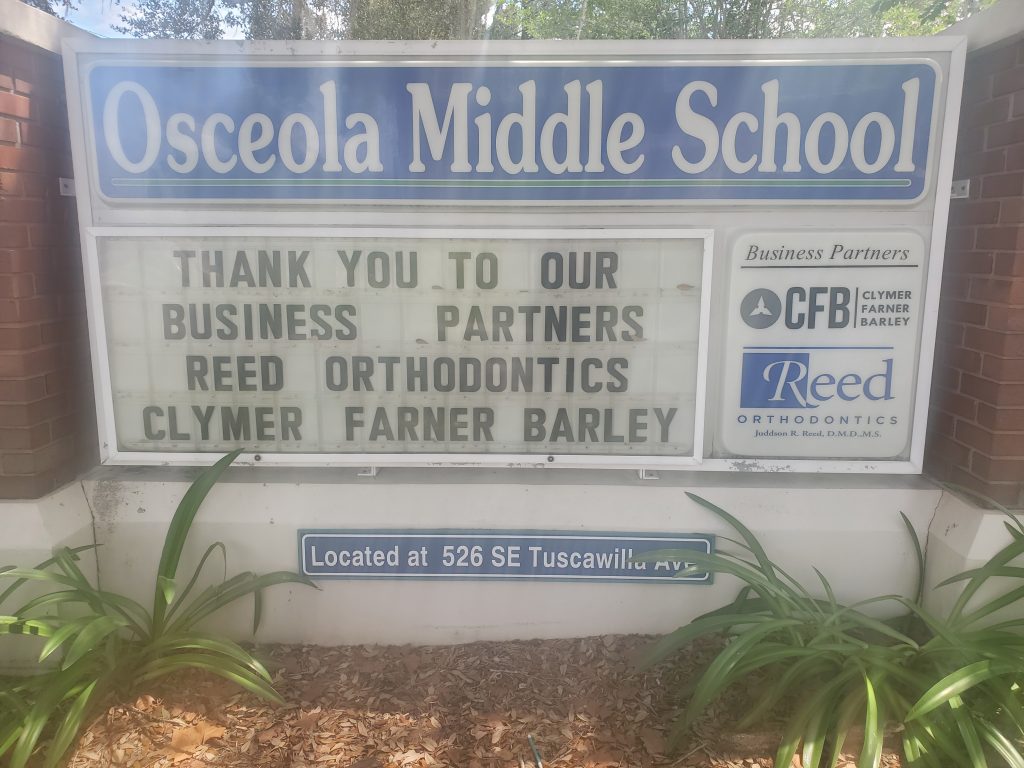 Osceola Middle School
THANK YOU TO OUR
BUSINESS PARTNERS
REED ORTHODONTICS
CLYMER FARNER BARLEY
Business Partners
CFB CLYMER
FARNER
BARLEY
Reed
ORTHODONTICS
Juddson R. Reed, D.M.D., M.S.
Located at 526 SE Tuscawilla Ave